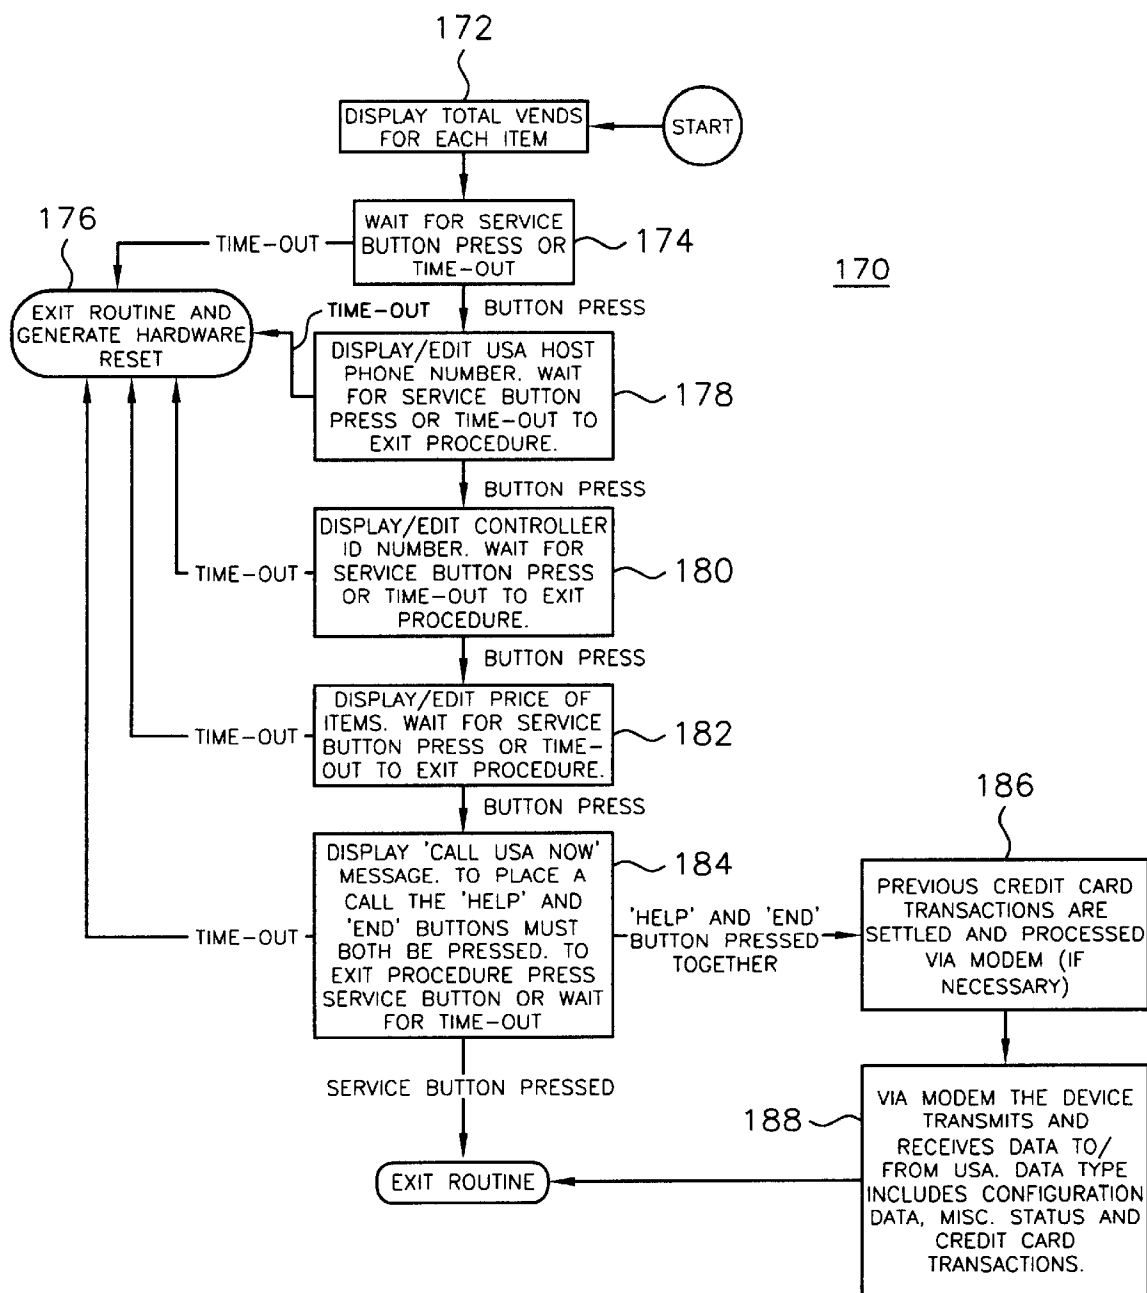 172
DISPLAY TOTAL VENDS
FOR EACH ITEM
START
176
WAIT FOR SERVICE
BUTTON PRESS OR
TIME-OUT
174
TIME-OUT
170
EXIT ROUTINE AND
GENERATE HARDWARE
RESET
TIME-OUT
BUTTON PRESS
DISPLAY/EDIT USA HOST
PHONE NUMBER. WAIT
FOR SERVICE BUTTON
PRESS OR TIME-OUT TO
EXIT PROCEDURE.
178
BUTTON PRESS
DISPLAY/EDIT CONTROLLER
ID NUMBER. WAIT FOR
SERVICE BUTTON PRESS
OR TIME-OUT TO EXIT
PROCEDURE.
180
TIME-OUT
BUTTON PRESS
DISPLAY/EDIT PRICE OF
ITEMS. WAIT FOR SERVICE
BUTTON PRESS OR TIME-
OUT TO EXIT PROCEDURE.
182
TIME-OUT
BUTTON PRESS
DISPLAY 'CALL USA NOW'
MESSAGE. TO PLACE A
CALL THE 'HELP' AND
'END' BUTTONS MUST
BOTH BE PRESSED. TO
EXIT PROCEDURE PRESS
SERVICE BUTTON OR WAIT
FOR TIME-OUT
184
TIME-OUT
'HELP' AND 'END'
BUTTON PRESSED
TOGETHER
186
PREVIOUS CREDIT CARD
TRANSACTIONS ARE
SETTLED AND PROCESSED
VIA MODEM (IF
NECESSARY)
SERVICE BUTTON PRESSED
188
VIA MODEM THE DEVICE
TRANSMITS AND
RECEIVES DATA TO/
FROM USA. DATA TYPE
INCLUDES CONFIGURATION
DATA, MISC. STATUS AND
CREDIT CARD
TRANSACTIONS.
EXIT ROUTINE